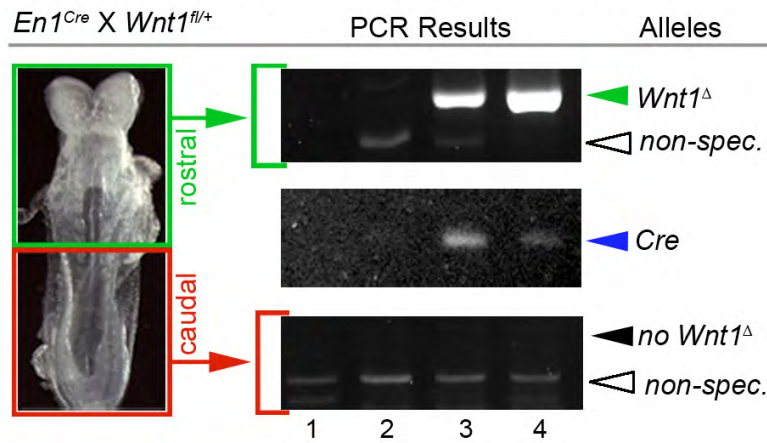 En1Cre X Wnt1fl/+ PCR Results Alleles
rostral
Wnt1Δ
non-spec.
Cre
caudal
no Wnt1Δ
non-spec.
1 2 3 4